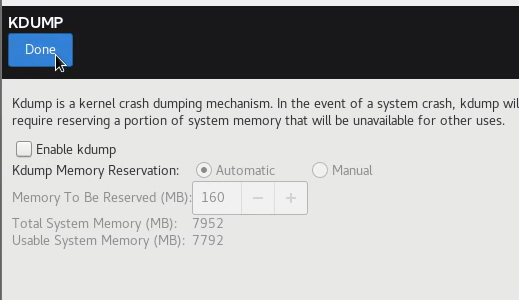 KDUMP
Done
Kdump is a kernel crash dumping mechanism. In the event of a system crash, kdump
require reserving a portion of system memory that will be unavailable for other uses.
Enable kdump
Kdump Memory Reservation: Automatic Manual
Memory To Be Reserved (MB): 160 − +
Total System Memory (MB): 7952
Usable System Memory (MB): 7792